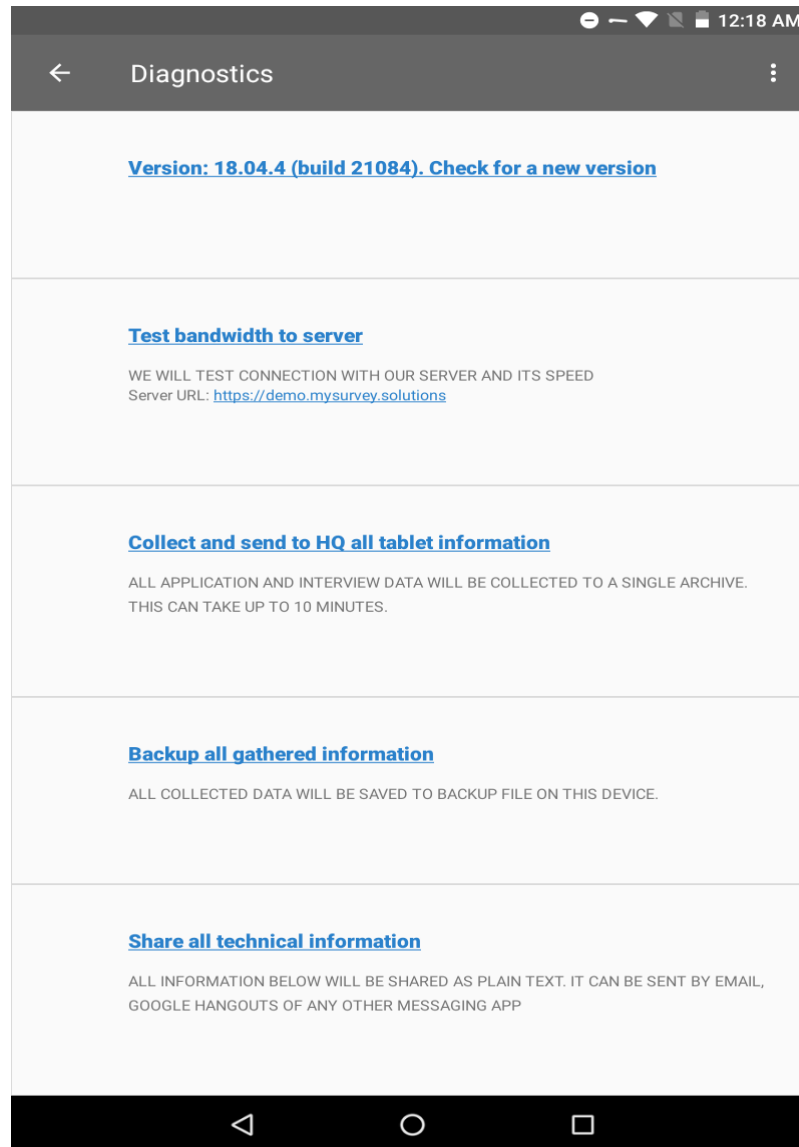 12:18 AM
Diagnostics
Version: 18.04.4 (build 21084). Check for a new version
Test bandwidth to server
WE WILL TEST CONNECTION WITH OUR SERVER AND ITS SPEED
Server URL: https://demo.mysurvey.solutions
Collect and send to HQ all tablet information
ALL APPLICATION AND INTERVIEW DATA WILL BE COLLECTED TO A SINGLE ARCHIVE.
THIS CAN TAKE UP TO 10 MINUTES.
Backup all gathered information
ALL COLLECTED DATA WILL BE SAVED TO BACKUP FILE ON THIS DEVICE.
Share all technical information
ALL INFORMATION BELOW WILL BE SHARED AS PLAIN TEXT. IT CAN BE SENT BY EMAIL,
GOOGLE HANGOUTS OF ANY OTHER MESSAGING APP